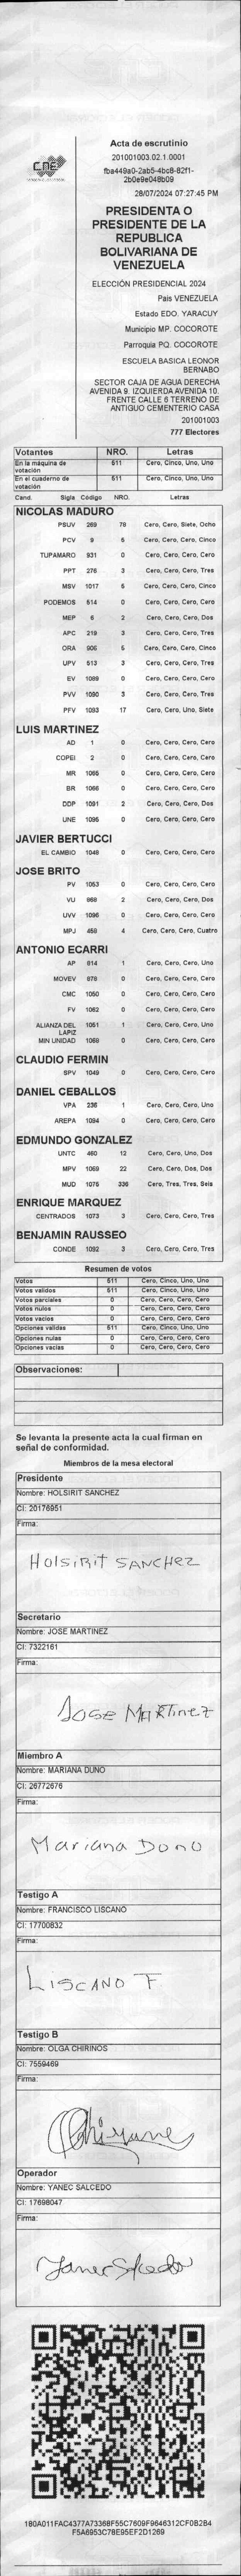 CNE
Acta de escrutinio
201001003.02.1.0001
fba449a0-2ab5-4bc8-82f1-
2b0e9e048b09
28/07/2024 07:27:45 PM
PRESIDENTA O
PRESIDENTE DE LA
REPUBLICA
BOLIVARIANA DE
VENEZUELA
ELECCIÓN PRESIDENCIAL 2024
Pais VENEZUELA
Estado EDO. YARACUY
Municipio MP. COCOROTE
Parroquia PQ. COCOROTE
ESCUELA BASICA LEONOR
BERNABO
SECTOR CAJA DE AGUA DERECHA
AVENIDA 9. IZQUIERDA AVENIDA 10.
FRENTE CALLE 6 TERRENO DE
ANTIGUO CEMENTERIO CASA
201001003
777 Electores
Votantes NRO. Letras
En la máquina de votación 511 Cero, Cinco, Uno, Uno
En el cuaderno de votación 511 Cero, Cinco, Uno, Uno
Cand. Sigla Código NRO. Letras
NICOLAS MADURO
PSUV 269 78 Cero, Cero, Siete, Ocho
PCV 9 5 Cero, Cero, Cero, Cinco
TUPAMARO 931 0 Cero, Cero, Cero, Cero
PPT 276 3 Cero, Cero, Cero, Tres
MSV 1017 5 Cero, Cero, Cero, Cinco
PODEMOS 514 0 Cero, Cero, Cero, Cero
MEP 6 2 Cero, Cero, Cero, Dos
APC 219 3 Cero, Cero, Cero, Tres
ORA 906 5 Cero, Cero, Cero, Cinco
UPV 513 3 Cero, Cero, Cero, Tres
EV 1089 0 Cero, Cero, Cero, Cero
PVV 1090 3 Cero, Cero, Cero, Tres
PFV 1093 17 Cero, Cero, Uno, Siete
LUIS MARTINEZ
AD 1 0 Cero, Cero, Cero, Cero
COPEI 2 0 Cero, Cero, Cero, Cero
MR 1065 0 Cero, Cero, Cero, Cero
BR 1066 0 Cero, Cero, Cero, Cero
DDP 1091 2 Cero, Cero, Cero, Dos
UNE 1095 0 Cero, Cero, Cero, Cero
JAVIER BERTUCCI
EL CAMBIO 1048 0 Cero, Cero, Cero, Cero
JOSE BRITO
PV 1053 0 Cero, Cero, Cero, Cero
VU 868 2 Cero, Cero, Cero, Dos
UVV 1096 0 Cero, Cero, Cero, Cero
MPJ 458 4 Cero, Cero, Cero, Cuatro
ANTONIO ECARRI
AP 614 1 Cero, Cero, Cero, Uno
MOVEV 878 0 Cero, Cero, Cero, Cero
CMC 1050 0 Cero, Cero, Cero, Cero
FV 1062 0 Cero, Cero, Cero, Cero
ALIANZA DEL LAPIZ 1051 1 Cero, Cero, Cero, Uno
MIN UNIDAD 1068 0 Cero, Cero, Cero, Cero
CLAUDIO FERMIN
SPV 1049 0 Cero, Cero, Cero, Cero
DANIEL CEBALLOS
VPA 236 1 Cero, Cero, Cero, Uno
AREPA 1094 0 Cero, Cero, Cero, Cero
EDMUNDO GONZALEZ
UNTC 460 12 Cero, Cero, Uno, Dos
MPV 1069 22 Cero, Cero, Dos, Dos
MUD 1075 336 Cero, Tres, Tres, Seis
ENRIQUE MARQUEZ
CENTRADOS 1073 3 Cero, Cero, Cero, Tres
BENJAMIN RAUSSEO
CONDE 1092 3 Cero, Cero, Cero, Tres
Resumen de votos
Votos 511 Cero, Cinco, Uno, Uno
Votos validos 511 Cero, Cinco, Uno, Uno
Votos parciales 0 Cero, Cero, Cero, Cero
Votos nulos 0 Cero, Cero, Cero, Cero
Votos vacios 0 Cero, Cero, Cero, Cero
Opciones validas 511 Cero, Cinco, Uno, Uno
Opciones nulas 0 Cero, Cero, Cero, Cero
Opciones vacias 0 Cero, Cero, Cero, Cero
Observaciones:
Se levanta la presente acta la cual firman en
señal de conformidad.
Miembros de la mesa electoral
Presidente
Nombre: HOLSIRIT SANCHEZ
CI: 20176951
Firma:
HOLSIRIT SANCHEZ
Secretario
Nombre: JOSE MARTINEZ
CI: 7322161
Firma:
JOSE MARTINEZ
Miembro A
Nombre: MARIANA DUNO
CI: 26772676
Firma:
Mariana Dono
Testigo A
Nombre: FRANCISCO LISCANO
CI: 17700832
Firma:
LISCANO F
Testigo B
Nombre: OLGA CHIRINOS
CI: 7559469
Firma:
Operador
Nombre: YANEC SALCEDO
CI: 17698047
Firma:
Yanec Salcedo
180A011FAC4377A73368F55C7609F9646312CF0B2B4
F5A6953C78E95EF2D1269